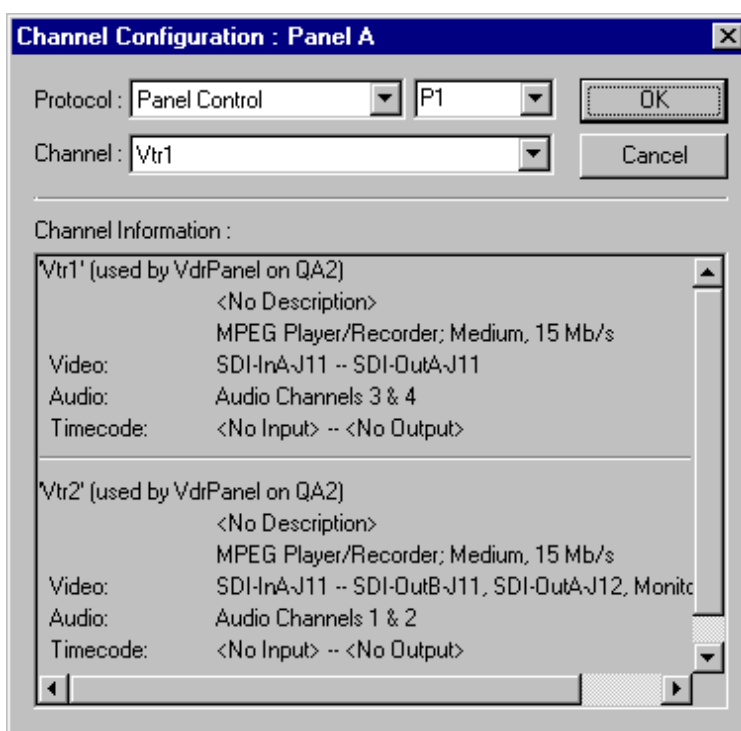 Channel Configuration : Panel A
Protocol : Panel Control P1 OK
Channel : Vtr1 Cancel
Channel Information :
'Vtr1' (used by VdrPanel on QA2)
<No Description>
MPEG Player/Recorder; Medium, 15 Mb/s
Video: SDI-InA-J11 -- SDI-OutA-J11
Audio: Audio Channels 3 & 4
Timecode: <No Input> -- <No Output>
'Vtr2' (used by VdrPanel on QA2)
<No Description>
MPEG Player/Recorder; Medium, 15 Mb/s
Video: SDI-InA-J11 -- SDI-OutB-J11, SDI-OutA-J12, Monitc
Audio: Audio Channels 1 & 2
Timecode: <No Input> -- <No Output>